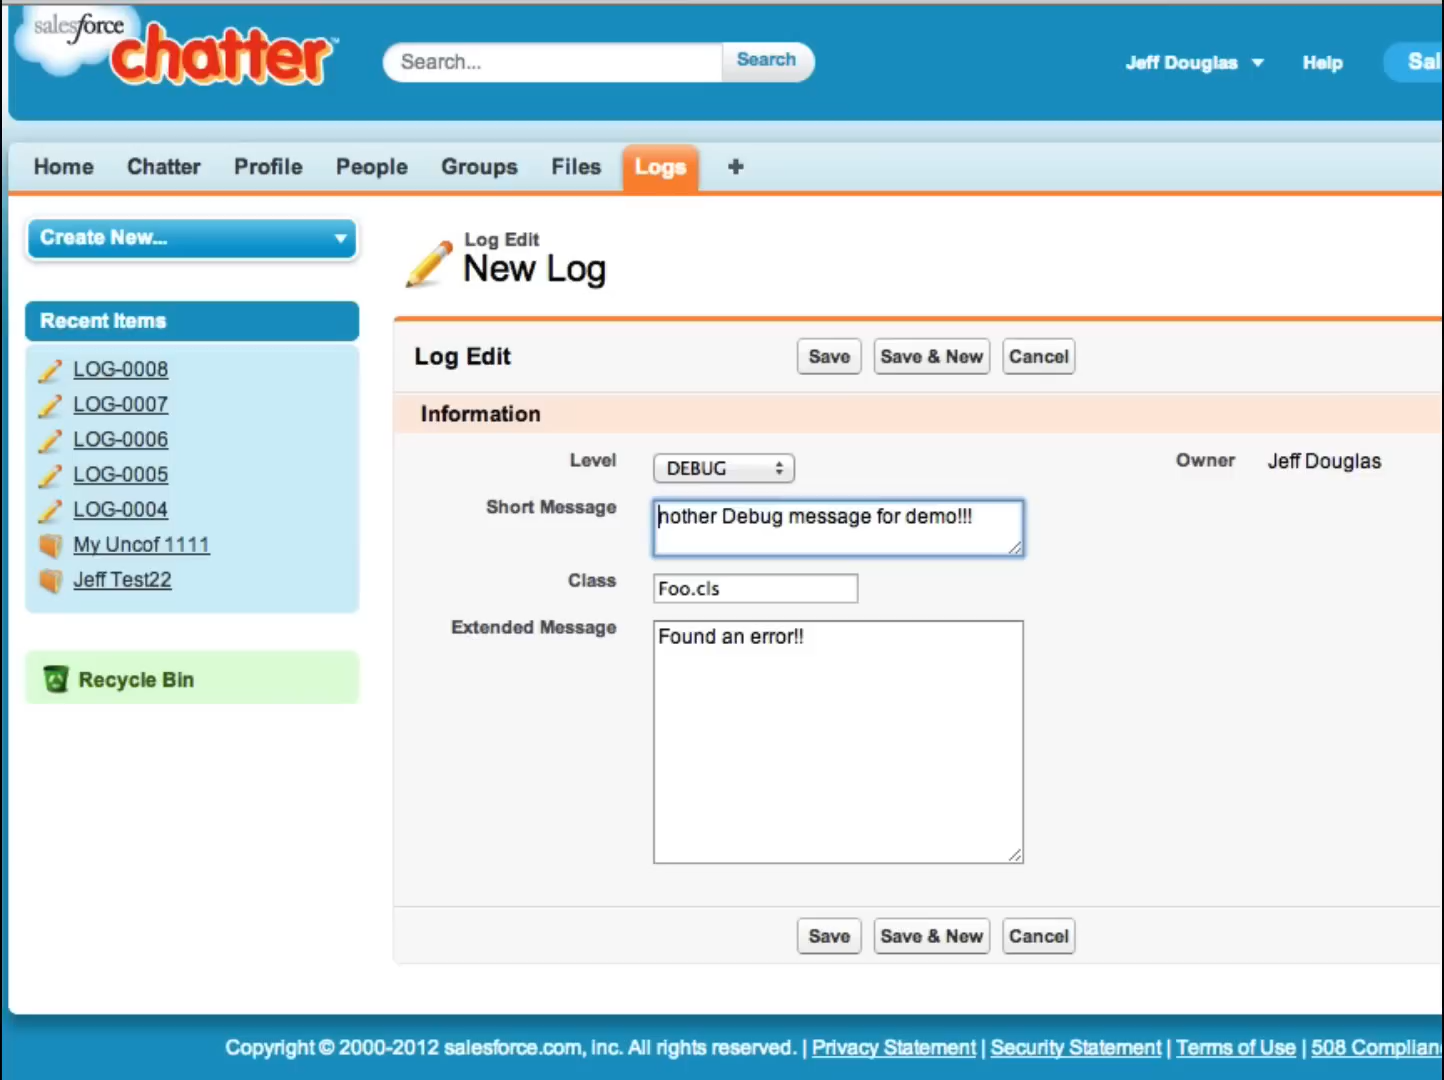 salesforce
chatter™
Search...
Search
Jeff Douglas
Help
Sal
Home
Chatter
Profile
People
Groups
Files
Logs
+
Create New...
Recent Items
LOG-0008
LOG-0007
LOG-0006
LOG-0005
LOG-0004
My Uncof 1111
Jeff Test22
Recycle Bin
Log Edit
New Log
Log Edit
Save
Save & New
Cancel
Information
Level
DEBUG
Owner
Jeff Douglas
Short Message
nother Debug message for demo!!!
Class
Foo.cls
Extended Message
Found an error!!
Save
Save & New
Cancel
Copyright © 2000-2012 salesforce.com, inc. All rights reserved. | Privacy Statement | Security Statement | Terms of Use | 508 Complian